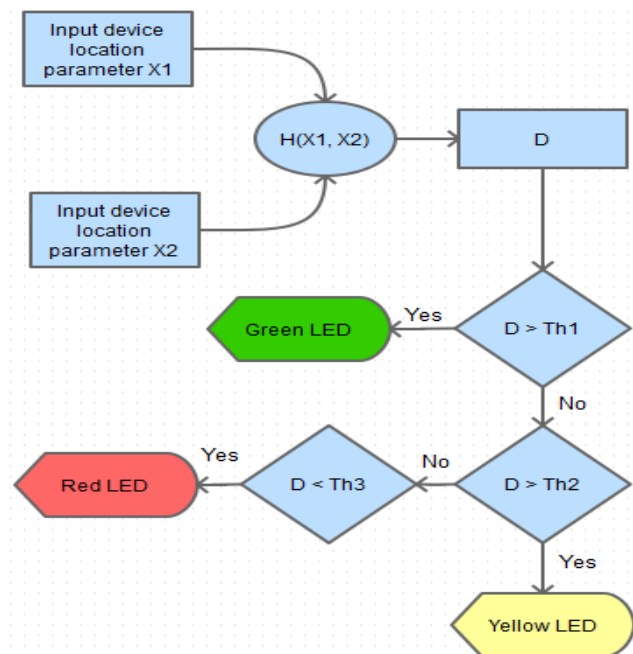 Input device
location
parameter X1
H(X1, X2)
D
Input device
location
parameter X2
Yes
Green LED
D > Th1
No
Yes
No
Red LED
D < Th3
D > Th2
Yes
Yellow LED